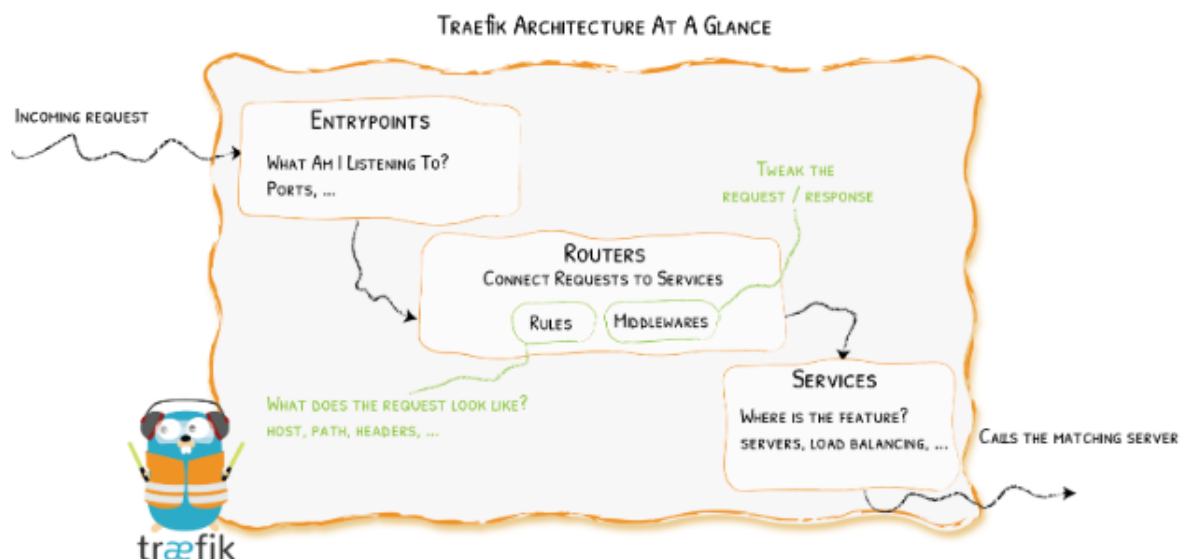 Traefik Architecture At A Glance
Incoming request
Entrypoints
What Am I Listening To?
Ports, ...
Tweak the
request / response
Routers
Connect Requests to Services
Rules
Middlewares
What does the request look like?
host, path, headers, ...
Services
Where is the feature?
servers, load balancing, ...
Calls the matching server
træfik